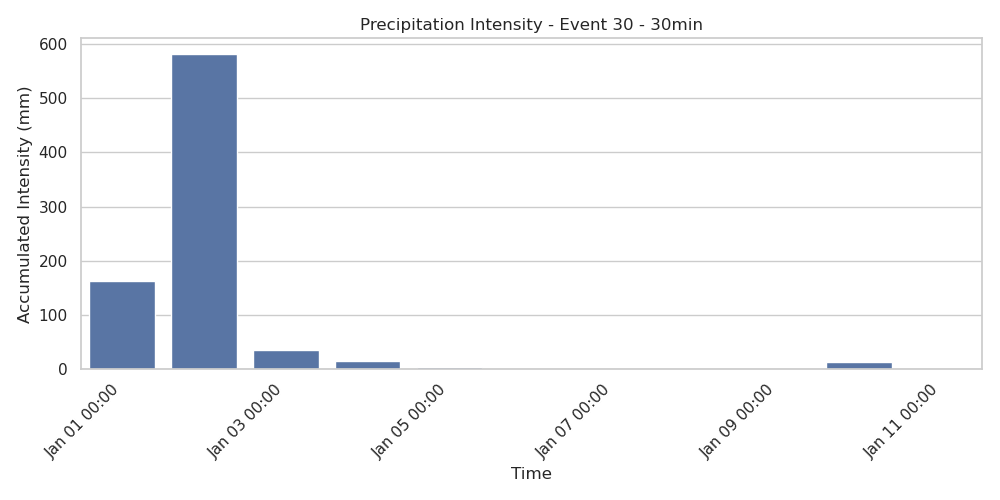 Precipitation Intensity - Event 30 - 30min
Accumulated Intensity (mm)
600
500
400
300
200
100
0
Jan 01 00:00
Jan 03 00:00
Jan 05 00:00
Jan 07 00:00
Jan 09 00:00
Jan 11 00:00
Time